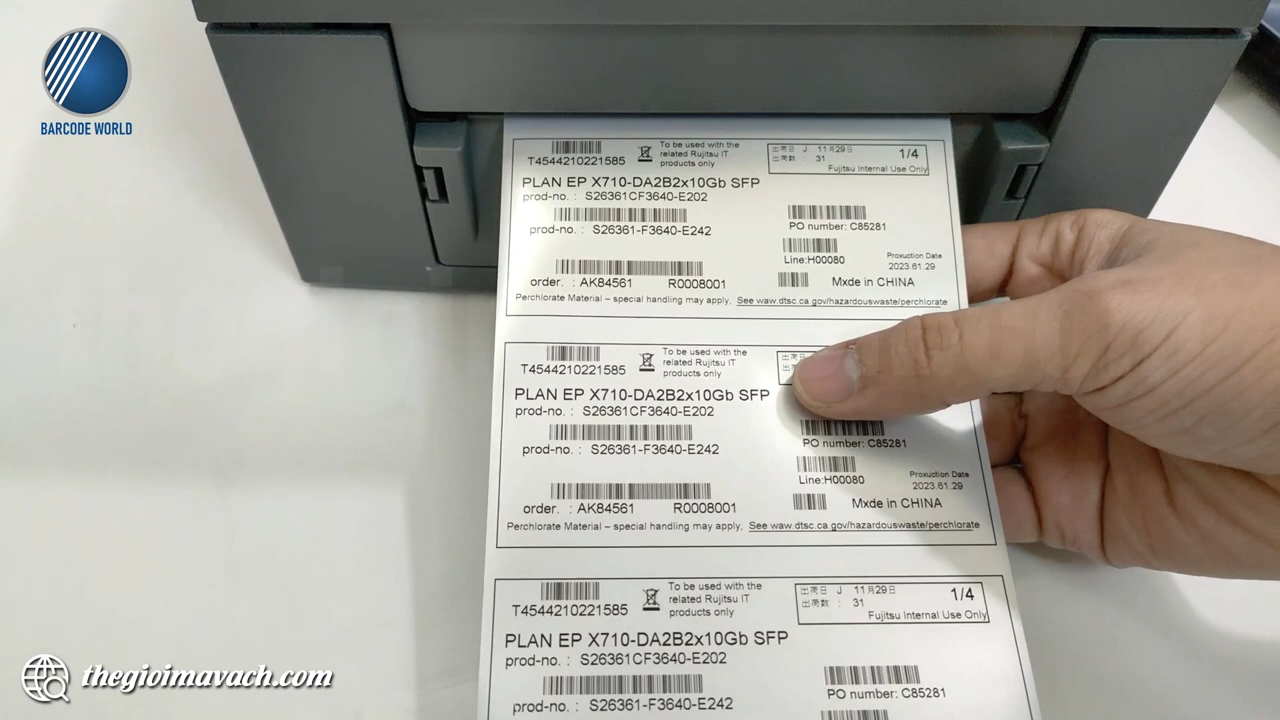 BARCODE WORLD
T4544210221585
To be used with the
related Rujitsu IT
products only
出荷日 J 11月29日
出荷数 : 31
1/4
Fujitsu Internal Use Only
PLAN EP X710-DA2B2x10Gb SFP
prod-no. : S26361CF3640-E202
prod-no. : S26361-F3640-E242
PO number: C85281
Line:H00080
Proxuction Date
2023.61.29
order. : AK84561 R0008001
Mxde in CHINA
Perchlorate Material – special handling may apply, See waw.dtsc.ca.gov/hazardouswaste/perchlorate
T4544210221585
To be used with the
related Rujitsu IT
products only
出荷
出
PLAN EP X710-DA2B2x10Gb SFP
prod-no. : S26361CF3640-E202
prod-no. : S26361-F3640-E242
PO number: C85281
Line:H00080
Proxuction Date
2023.61.29
order. : AK84561 R0008001
Mxde in CHINA
Perchlorate Material – special handling may apply, See www.dtsc.ca.gov/hazardouswaste/perchlorate
T4544210221585
To be used with the
related Rujitsu IT
products only
出荷日 J 11月29日
出荷数 : 31
1/4
Fujitsu Internal Use Only
PLAN EP X710-DA2B2x10Gb SFP
prod-no. : S26361CF3640-E202
PO number: C85281
prod-no. : S26361-F3640-E242
thegioimavach.com